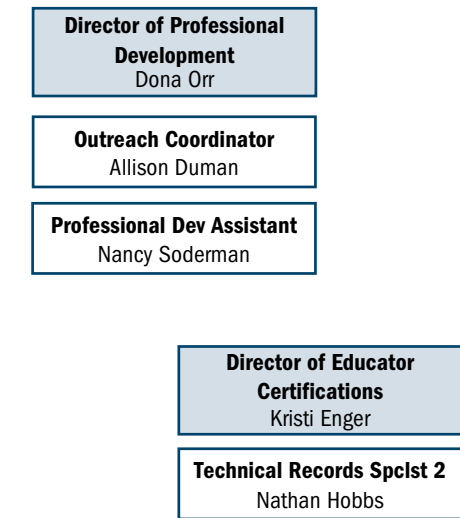 Director of Professional
Development
Dona Orr
Outreach Coordinator
Allison Duman
Professional Dev Assistant
Nancy Soderman
Director of Educator
Certifications
Kristi Enger
Technical Records Spclst 2
Nathan Hobbs